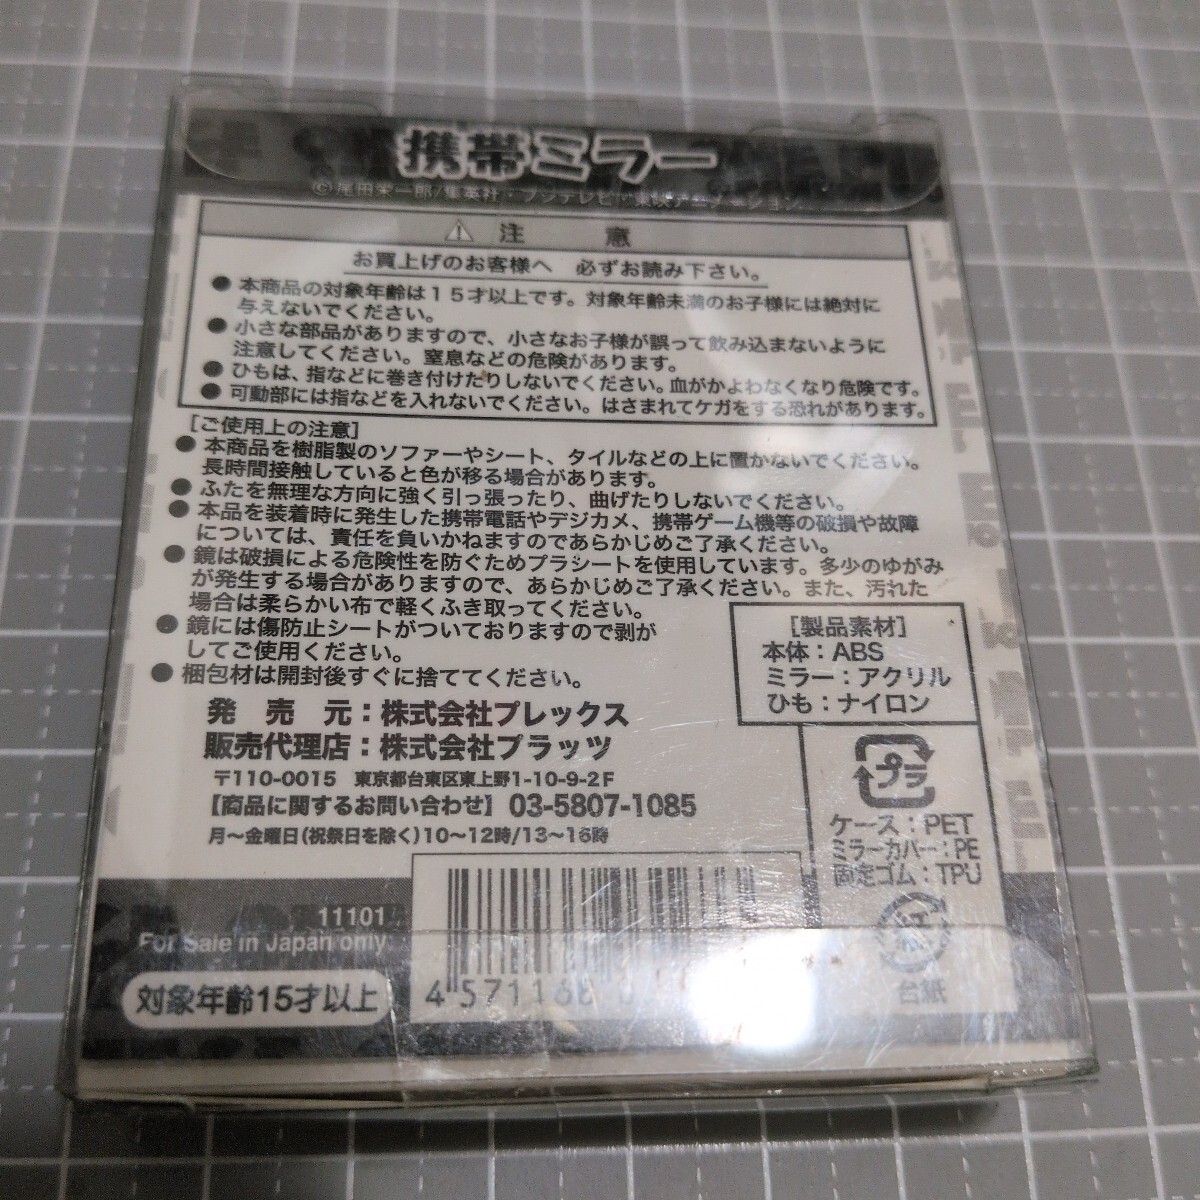 携帯ミラー
©尾田栄一郎/集英社・フジテレビ・東映アニメーション
⚠ 注 意
お買上げのお客様へ 必ずお読み下さい。
● 本商品の対象年齢は15才以上です。対象年齢未満のお子様には絶対に
与えないでください。
● 小さな部品がありますので、小さなお子様が誤って飲み込まないように
注意してください。窒息などの危険があります。
● ひもは、指などに巻き付けたりしないでください。血がかよわなくなり危険です。
● 可動部には指などを入れないでください。はさまれてケガをする恐れがあります。
[ご使用上の注意]
● 本商品を樹脂製のソファーやシート、タイルなどの上に置かないでください。
長時間接触していると色が移る場合があります。
● ふたを無理な方向に強く引っ張ったり、曲げたりしないでください。
● 本品を装着時に発生した携帯電話やデジカメ、携帯ゲーム機等の破損や故障
については、責任を負いかねますのであらかじめご了承ください。
● 鏡は破損による危険性を防ぐためプラシートを使用しています。多少のゆがみ
が発生する場合がありますので、あらかじめご了承ください。また、汚れた
場合は柔らかい布で軽くふき取ってください。
● 鏡には傷防止シートがついておりますので剥が
してご使用ください。
● 梱包材は開封後すぐに捨ててください。
[製品素材]
本体:ABS
ミラー:アクリル
ひも:ナイロン
発 売 元:株式会社プレックス
販売代理店:株式会社プラッツ
〒110-0015 東京都台東区東上野1-10-9-2F
【商品に関するお問い合わせ】03-5807-1085
月〜金曜日(祝祭日を除く)10〜12時/13〜16時
プラ
ケース:PET
ミラーカバー:PE
固定ゴム:TPU
紙
台紙
11101
For Sale in Japan only
対象年齢15才以上
4 571168